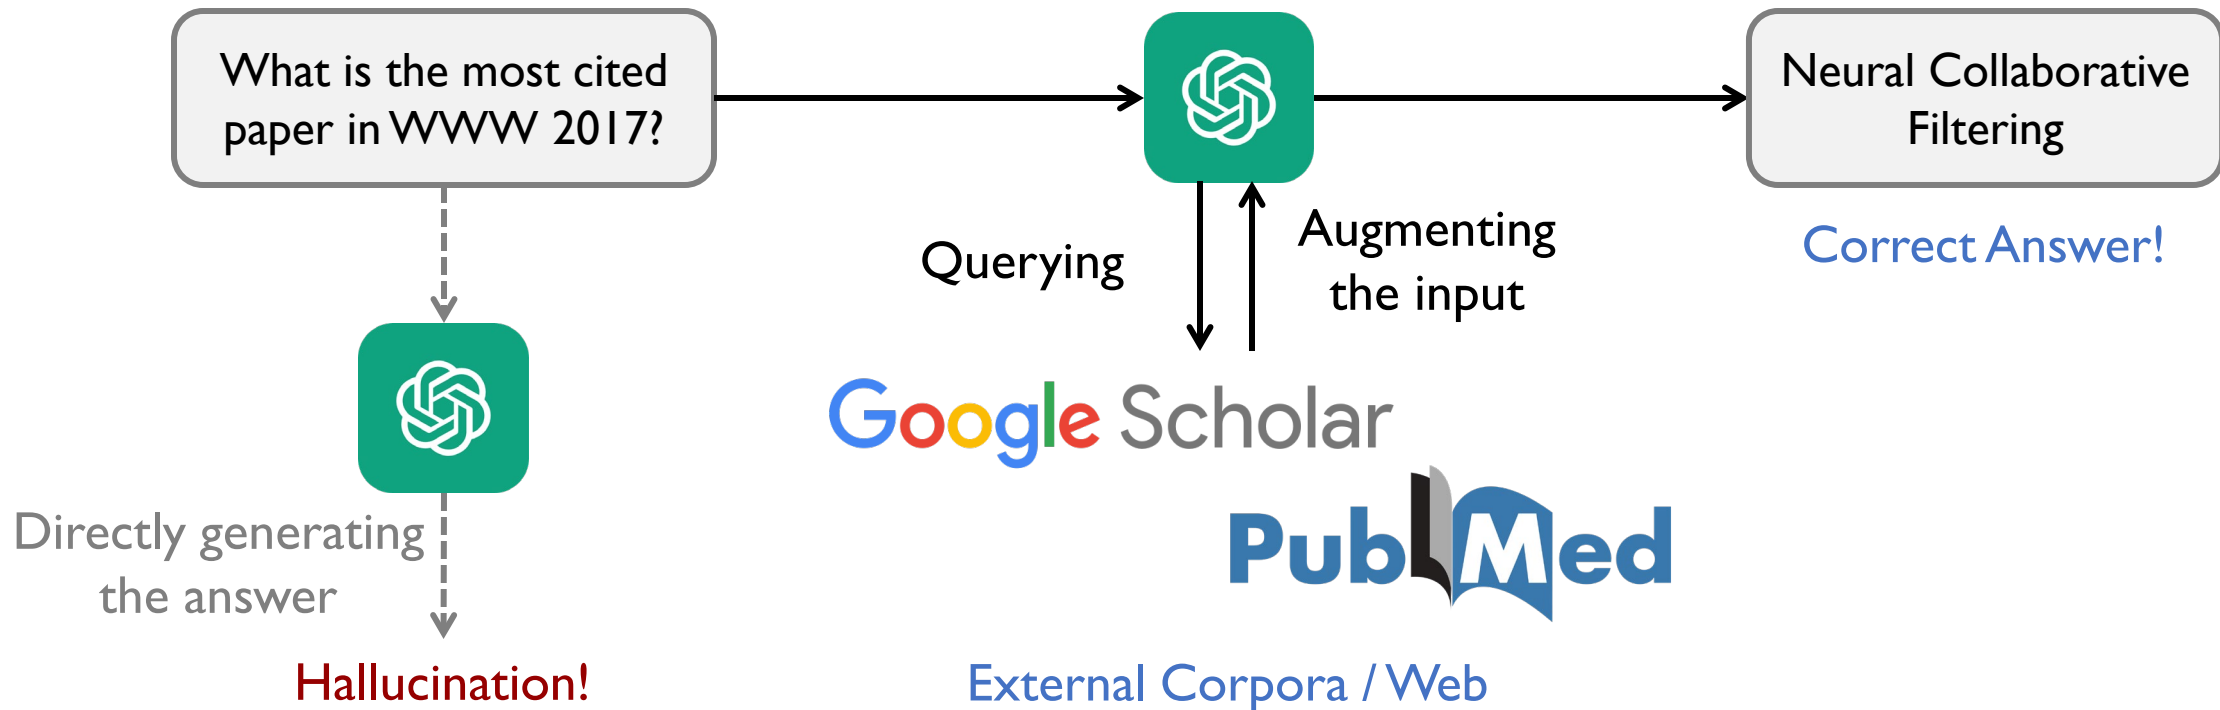 What is the most cited
paper in WWW 2017?
Neural Collaborative
Filtering
Correct Answer!
Querying
Augmenting
the input
Google Scholar
PubMed
Directly generating
the answer
Hallucination!
External Corpora / Web